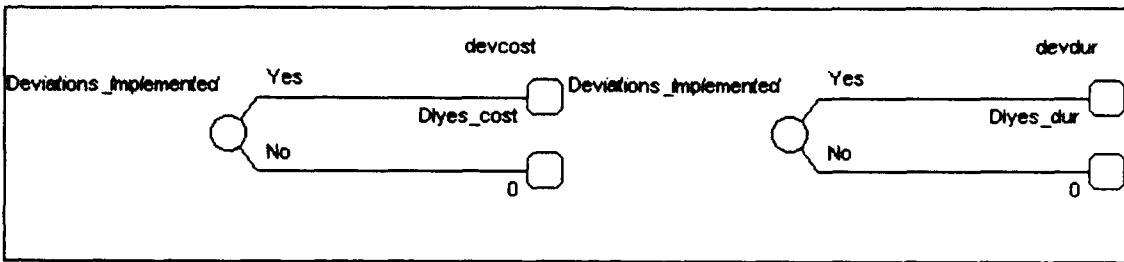 devcost
Deviations_Implemented
Yes
DIyes_cost
No
0
devdur
Deviations_Implemented
Yes
DIyes_dur
No
0